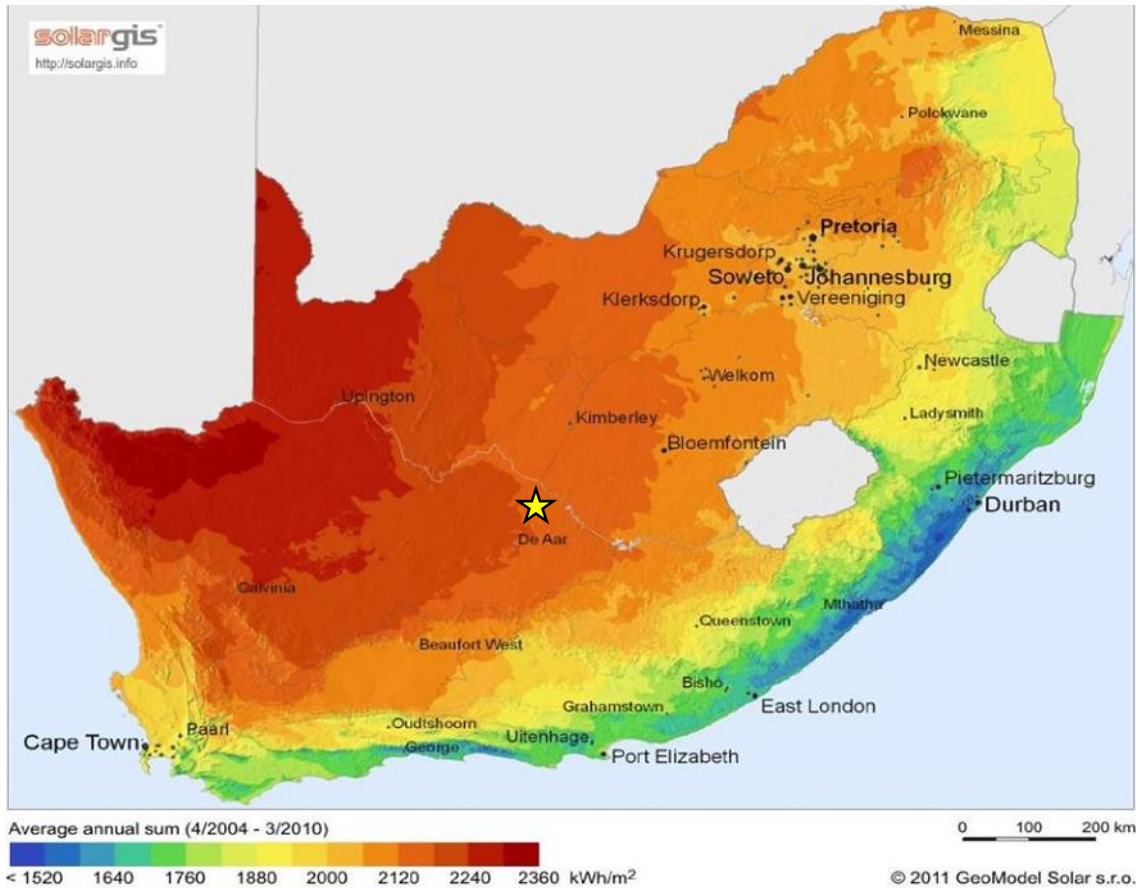 solargis
http://solargis.info
Messina
Polokwane
Pretoria
Krugersdorp
Soweto Johannesburg
Klerksdorp Vereeniging
Newcastle
Welkom
Upington
Kimberley
Ladysmith
Bloemfontein
Pietermaritzburg
Durban
De Aar
Calvinia
Mthatha
Queenstown
Beaufort West
Bisho
Grahamstown
East London
Oudtshoorn
Paarl
Uitenhage
Cape Town
George
Port Elizabeth
Average annual sum (4/2004 - 3/2010)
0 100 200 km
< 1520 1640 1760 1880 2000 2120 2240 2360 kWh/m²
© 2011 GeoModel Solar s.r.o.